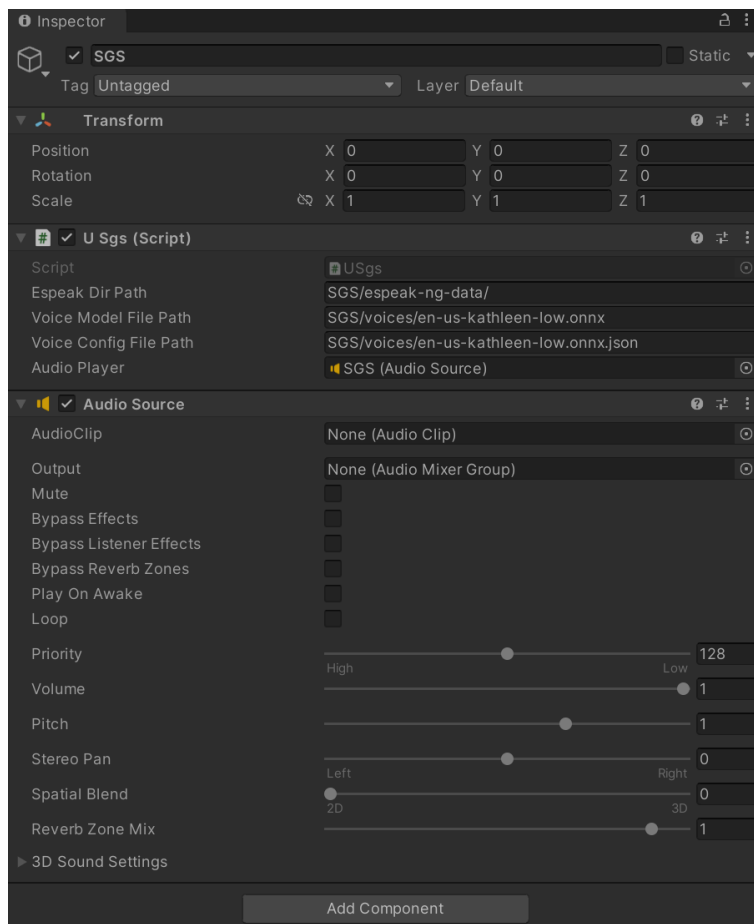 Inspector
SGS Static
Tag Untagged Layer Default
Transform
Position X 0 Y 0 Z 0
Rotation X 0 Y 0 Z 0
Scale X 1 Y 1 Z 1
# U Sgs (Script)
Script # USgs
Espeak Dir Path SGS/espeak-ng-data/
Voice Model File Path SGS/voices/en-us-kathleen-low.onnx
Voice Config File Path SGS/voices/en-us-kathleen-low.onnx.json
Audio Player SGS (Audio Source)
Audio Source
AudioClip None (Audio Clip)
Output None (Audio Mixer Group)
Mute
Bypass Effects
Bypass Listener Effects
Bypass Reverb Zones
Play On Awake
Loop
Priority 128
High Low
Volume 1
Pitch 1
Stereo Pan 0
Left Right
Spatial Blend 0
2D 3D
Reverb Zone Mix 1
3D Sound Settings
Add Component